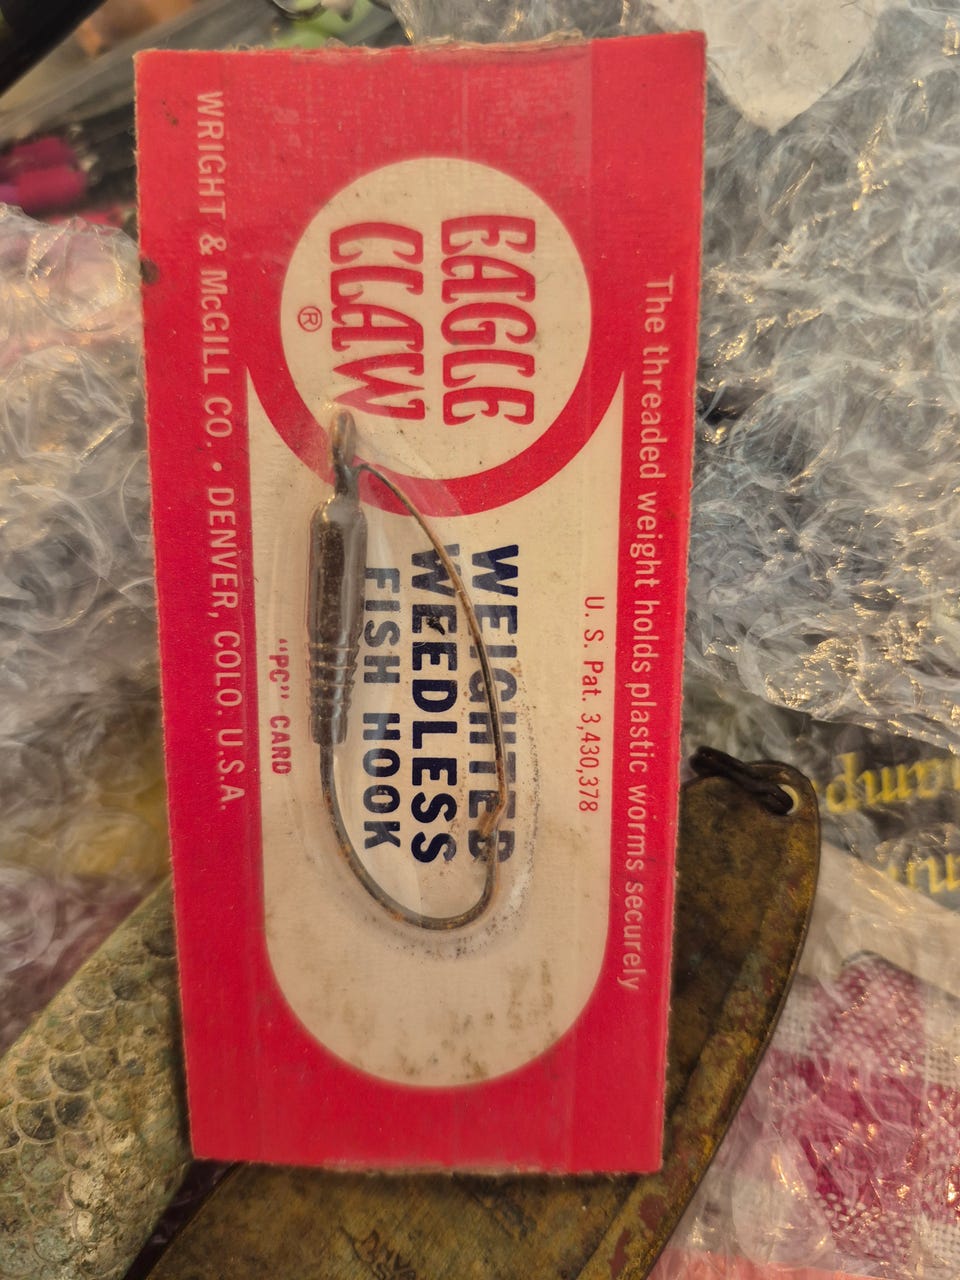 The threaded weight holds plastic worms securely
U. S. Pat. 3,430,378
EAGLE
CLAW
®
WEIGHTED
WEEDLESS
FISH HOOK
"PC" CARD
WRIGHT & McGILL CO. • DENVER, COLO. U.S.A.